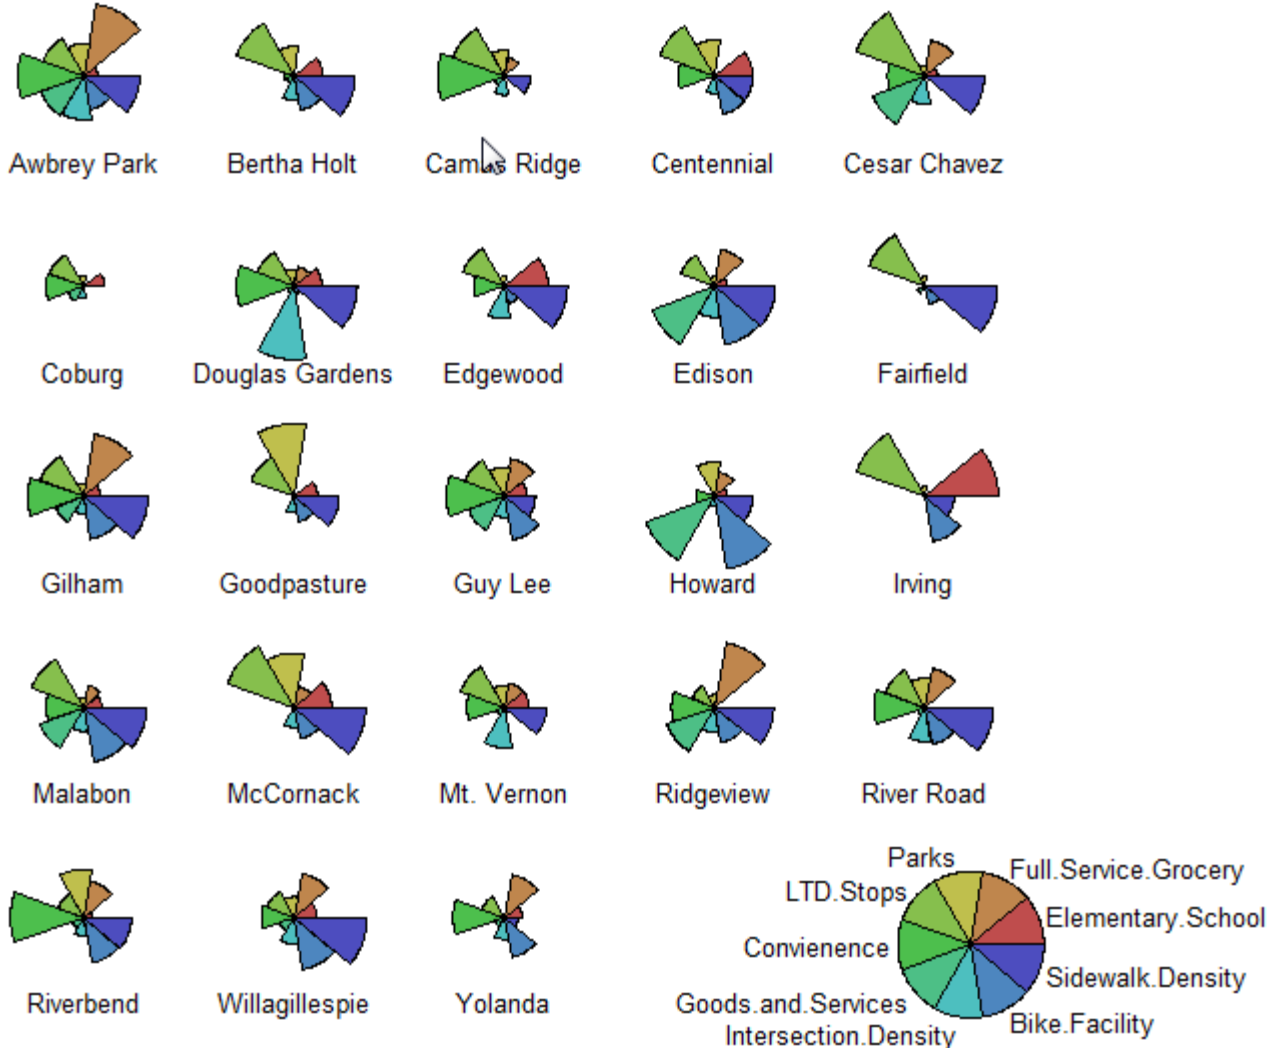 Awbrey Park
Bertha Holt
Camas Ridge
Centennial
Cesar Chavez
Coburg
Douglas Gardens
Edgewood
Edison
Fairfield
Gilham
Goodpasture
Guy Lee
Howard
Irving
Malabon
McCornack
Mt. Vernon
Ridgeview
River Road
Riverbend
Willagillespie
Yolanda
Parks
Full.Service.Grocery
LTD.Stops
Elementary.School
Convienence
Sidewalk.Density
Goods.and.Services
Bike.Facility
Intersection.Density